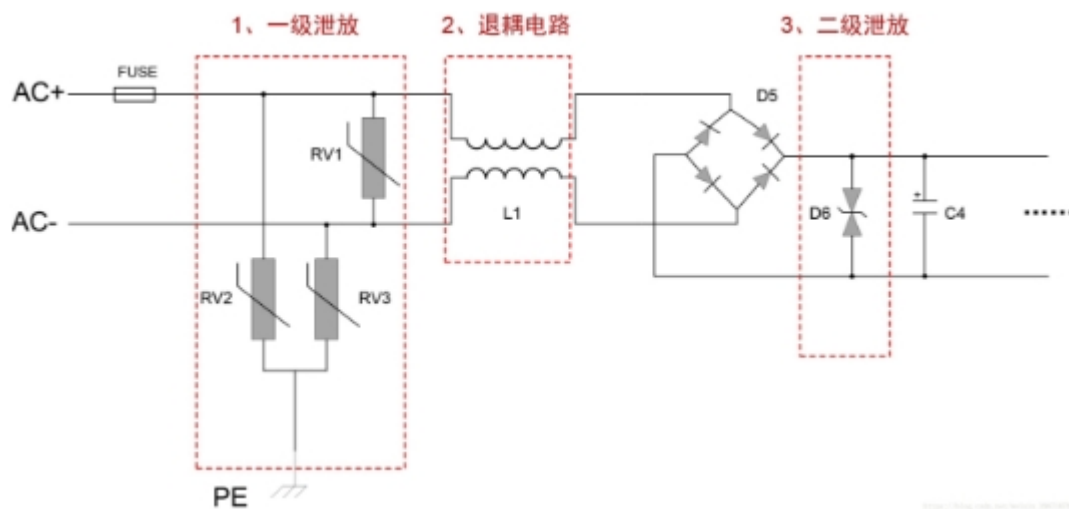 1、一级泄放
2、退耦电路
3、二级泄放
FUSE
AC+
D5
RV1
L1
AC-
D6
+
C4
RV2
RV3
PE